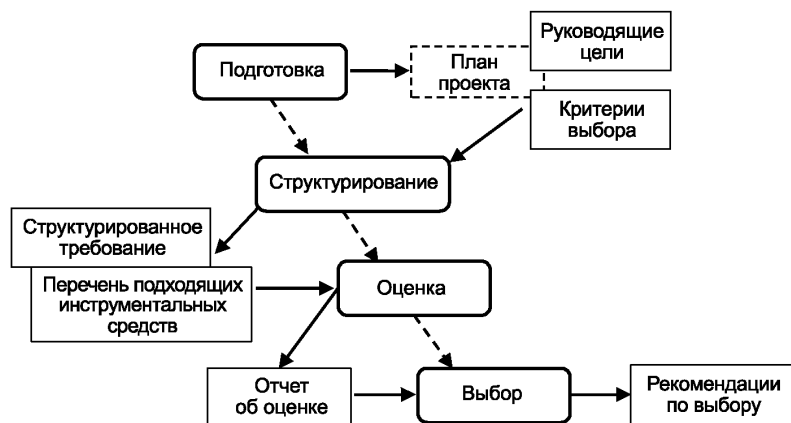 Подготовка
План
проекта
Руководящие
цели
Критерии
выбора
Структурирование
Структурированное
требование
Перечень подходящих
инструментальных
средств
Оценка
Отчет
об оценке
Выбор
Рекомендации
по выбору